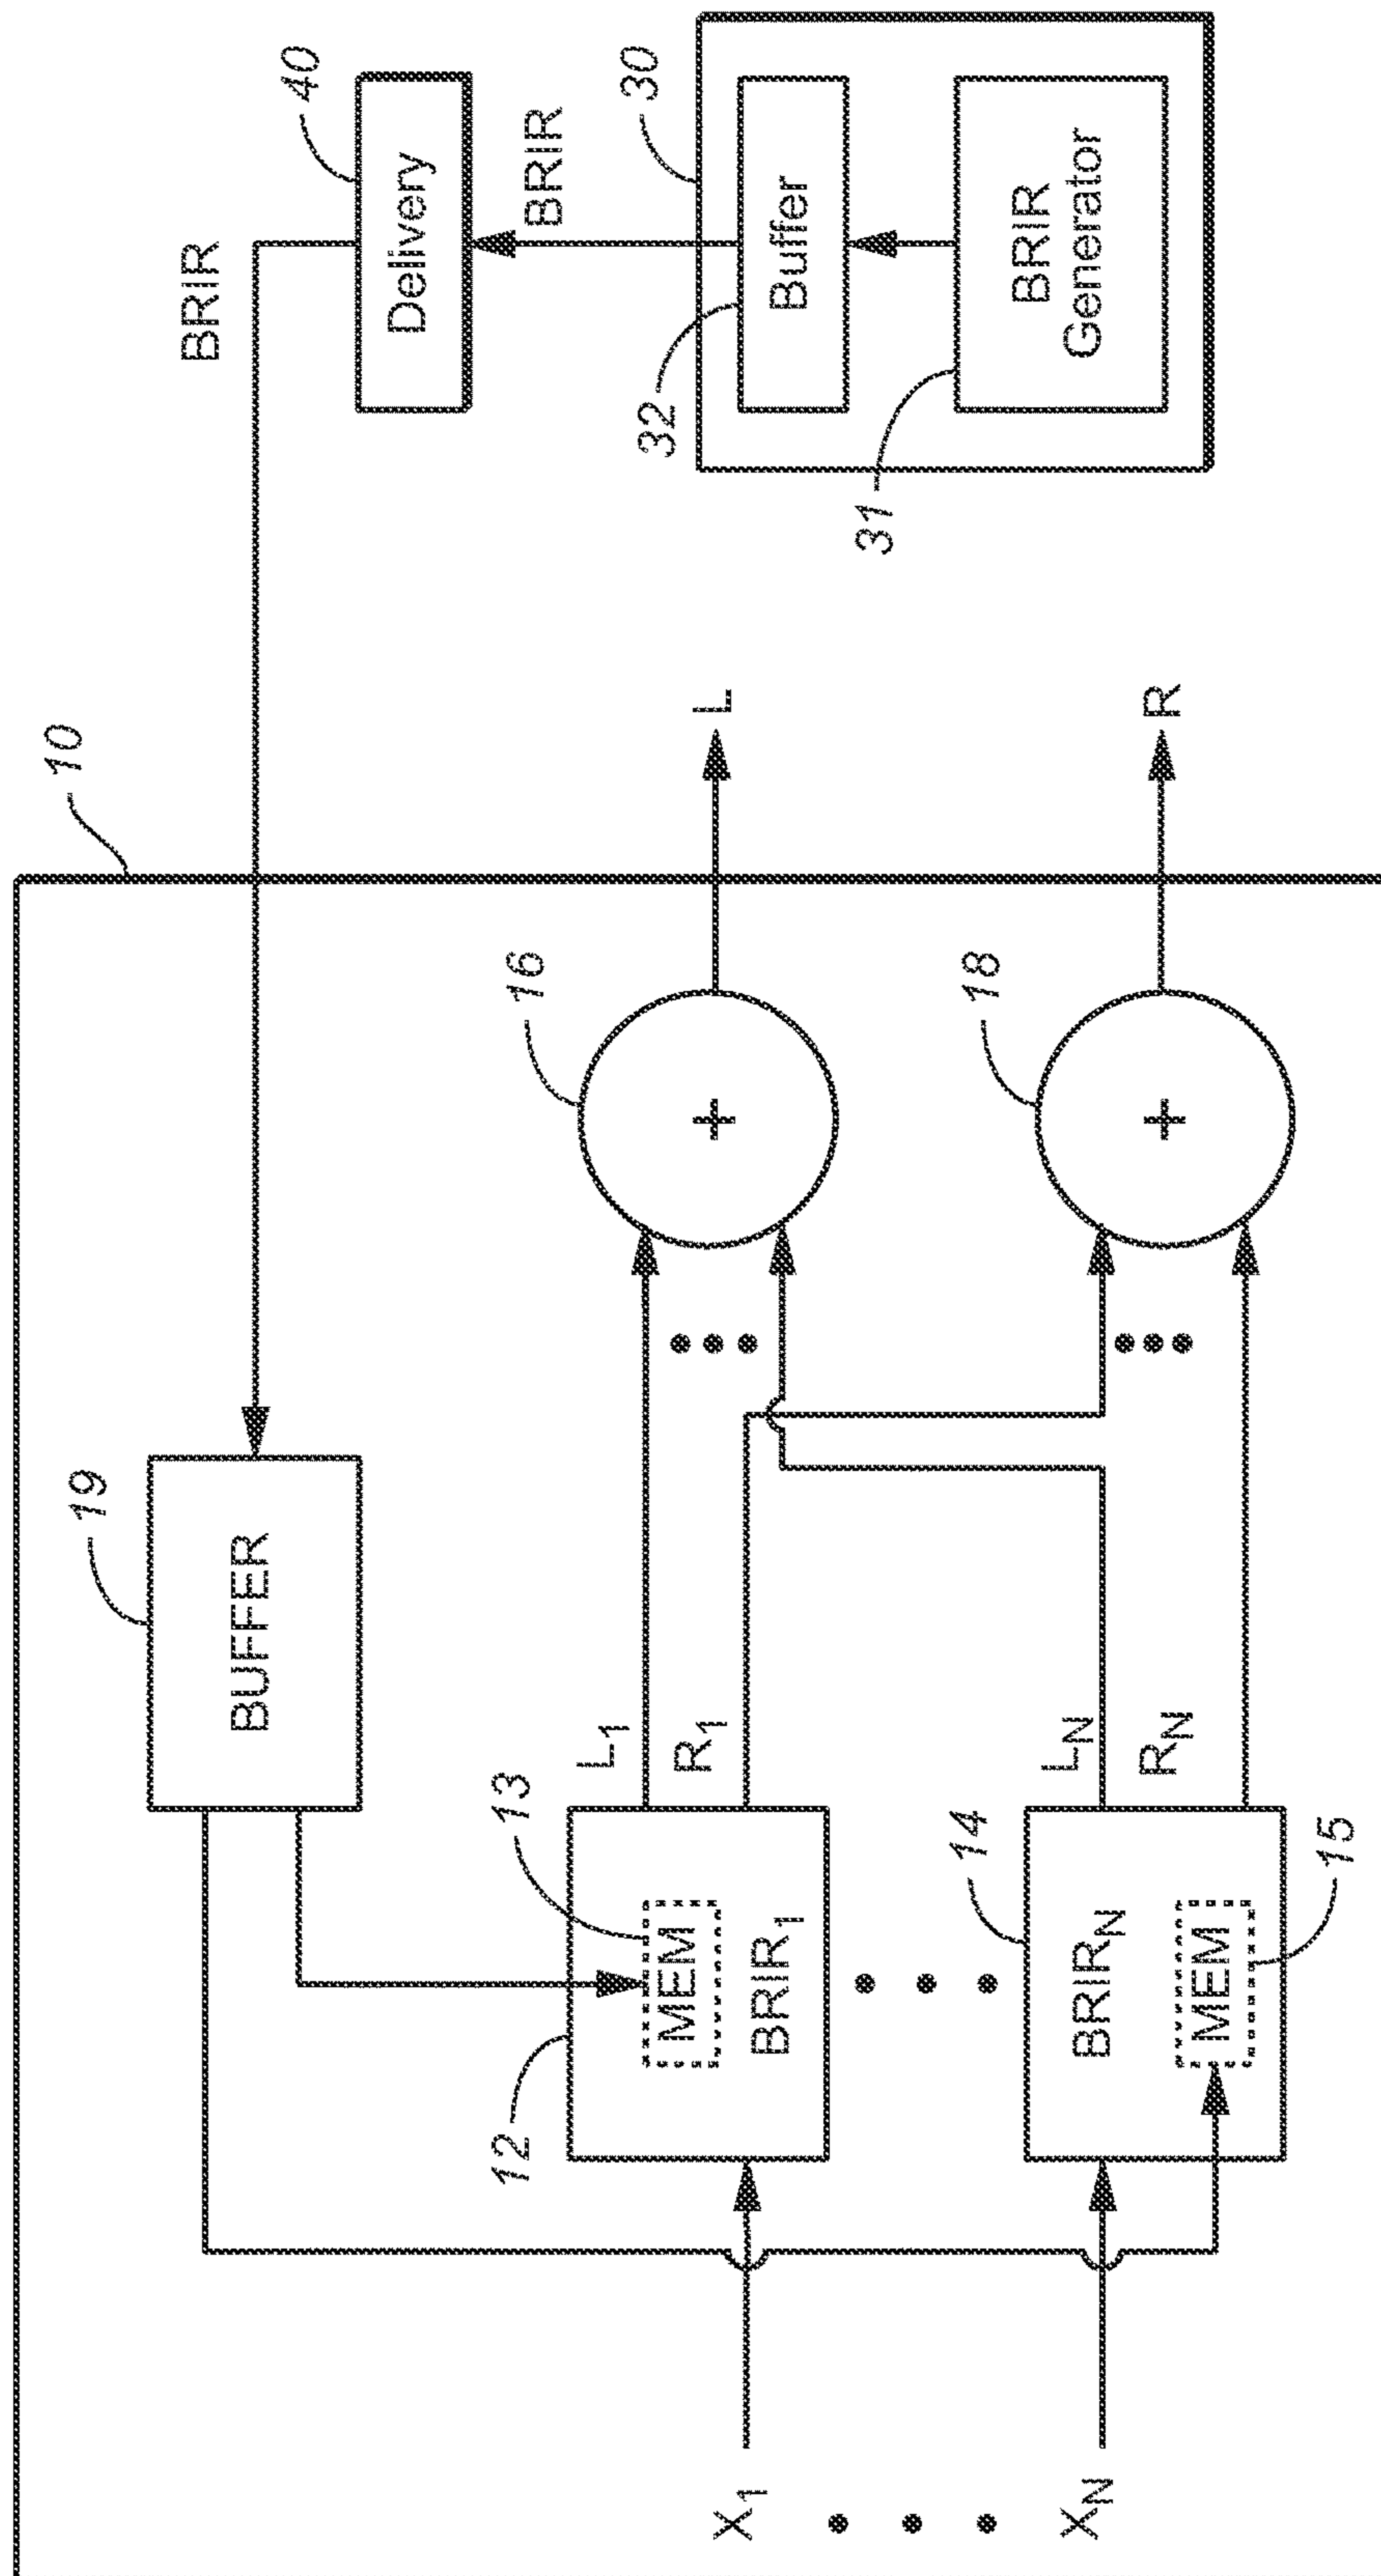 10
19
BUFFER
BRIR
40
Delivery
BRIR
30
32
Buffer
31
BRIR
Generator
12
13
MEM
BRIR1
L1
R1
16
+
L
X1
XN
14
BRIRN
MEM
15
LN
RN
18
+
R